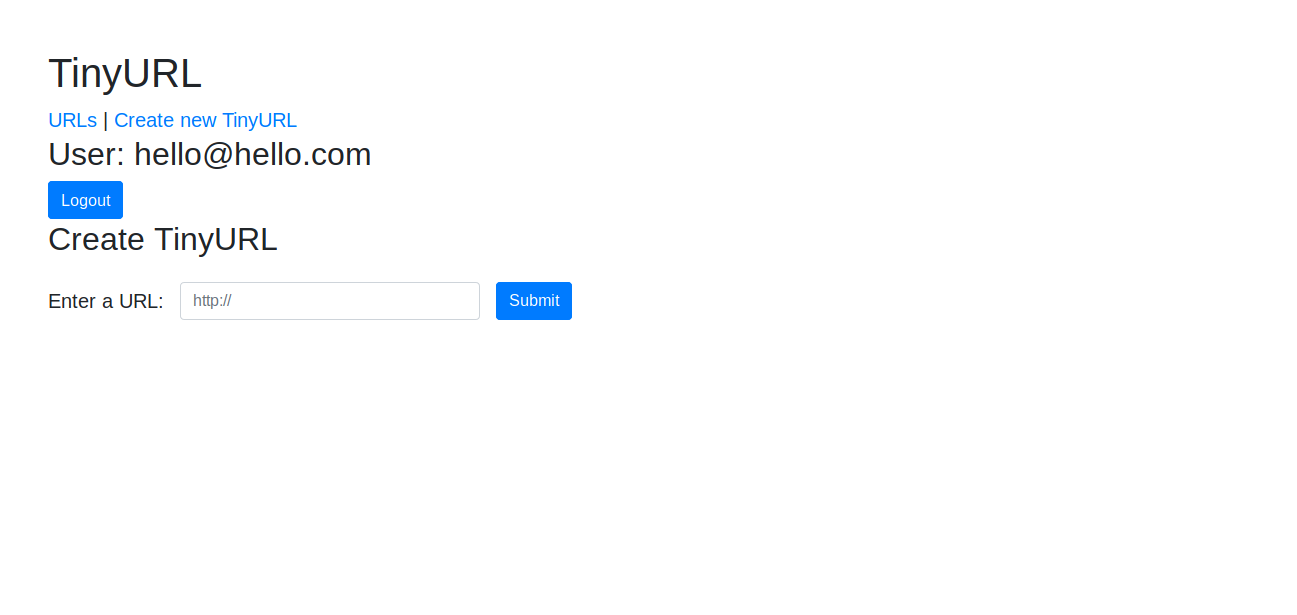 TinyURL
URLs | Create new TinyURL
User: hello@hello.com
Logout
Create TinyURL
Enter a URL: http:// Submit